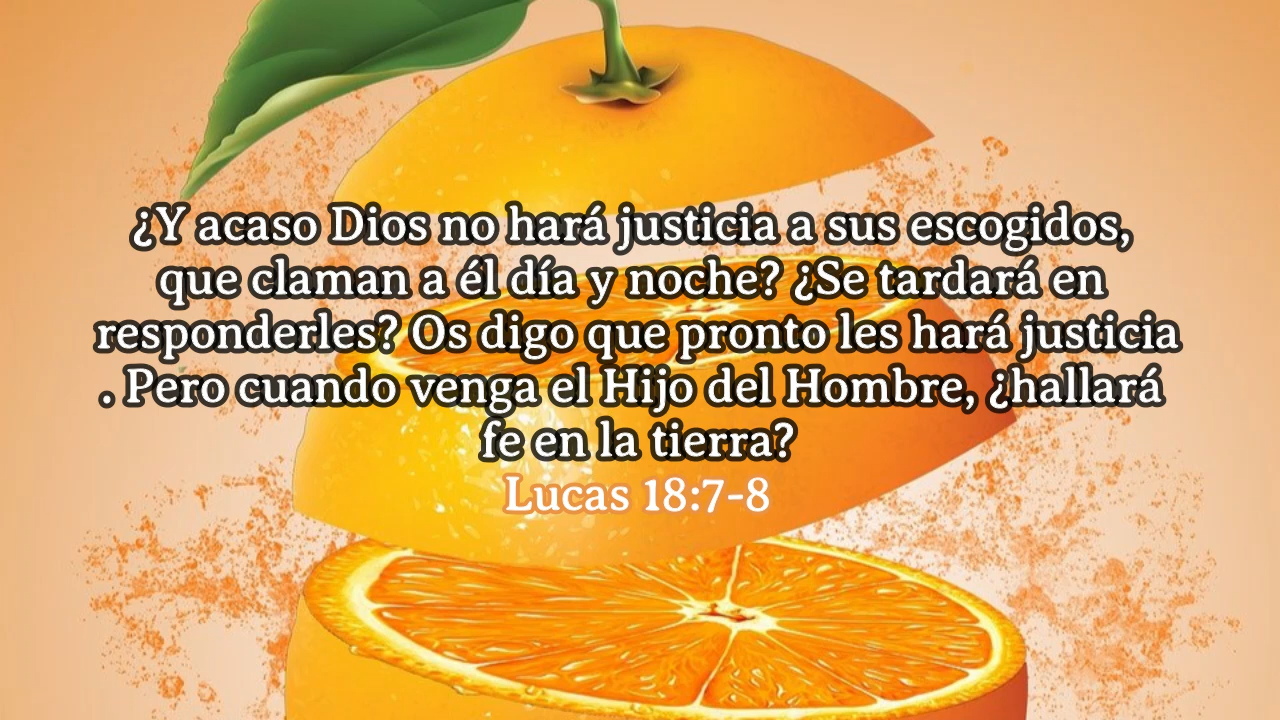 ¿Y acaso Dios no hará justicia a sus escogidos,
que claman a él día y noche? ¿Se tardará en
responderles? Os digo que pronto les hará justicia
. Pero cuando venga el Hijo del Hombre, ¿hallará
fe en la tierra?
Lucas 18:7-8